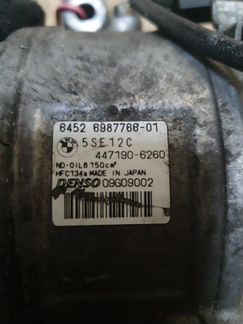 6452 6987766-01
5SE12C
447190-6260
ND-OIL8 150cm³
HFC134a MADE IN JAPAN
DENSO 09G09002